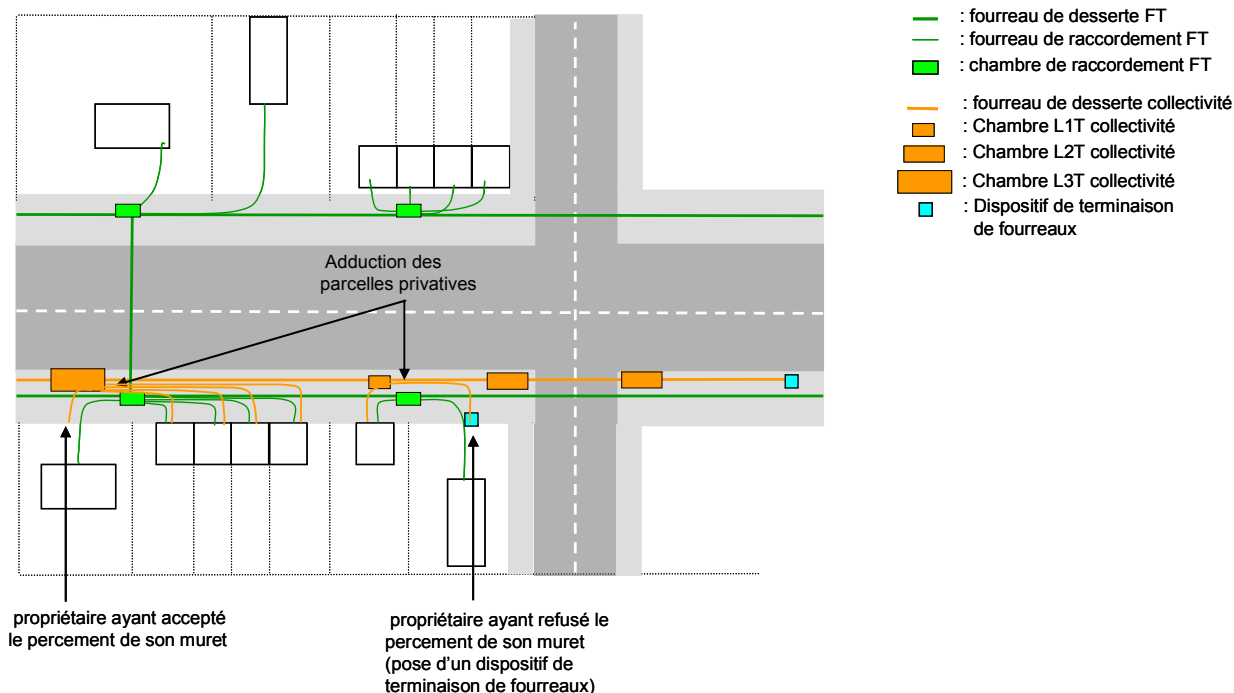 : fourreau de desserte FT
: fourreau de raccordement FT
: chambre de raccordement FT
: fourreau de desserte collectivité
: Chambre L1T collectivité
: Chambre L2T collectivité
: Chambre L3T collectivité
: Dispositif de terminaison
de fourreaux
Adduction des
parcelles privatives
propriétaire ayant accepté
le percement de son muret
propriétaire ayant refusé le
percement de son muret
(pose d'un dispositif de
terminaison de fourreaux)